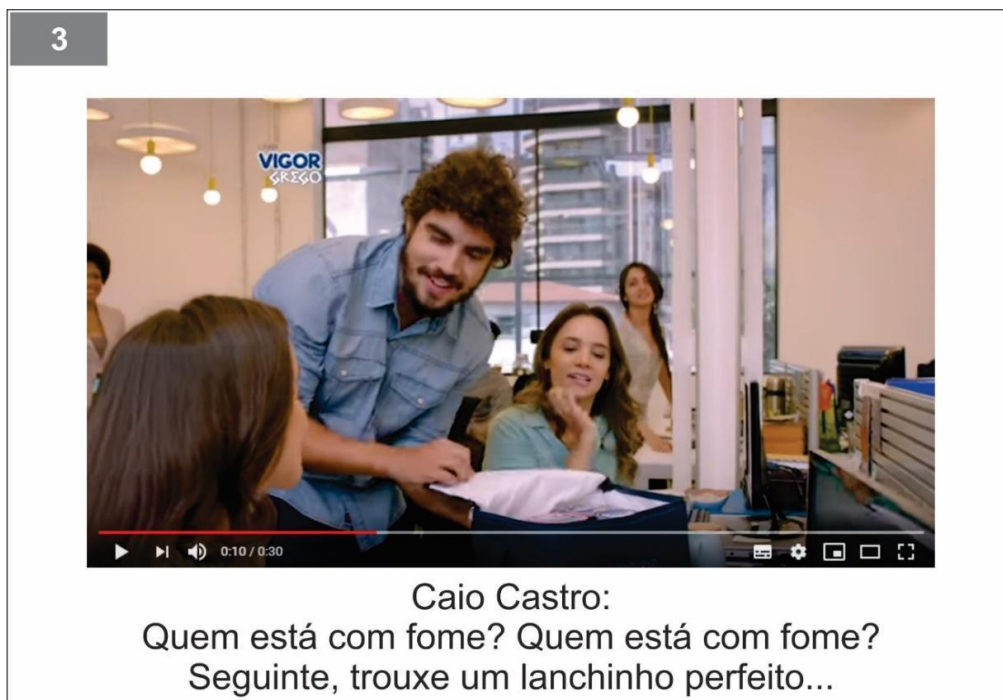 3
VIGOR
GREGO
0:10 / 0:30
Caio Castro:
Quem está com fome? Quem está com fome?
Seguinte, trouxe um lanchinho perfeito...